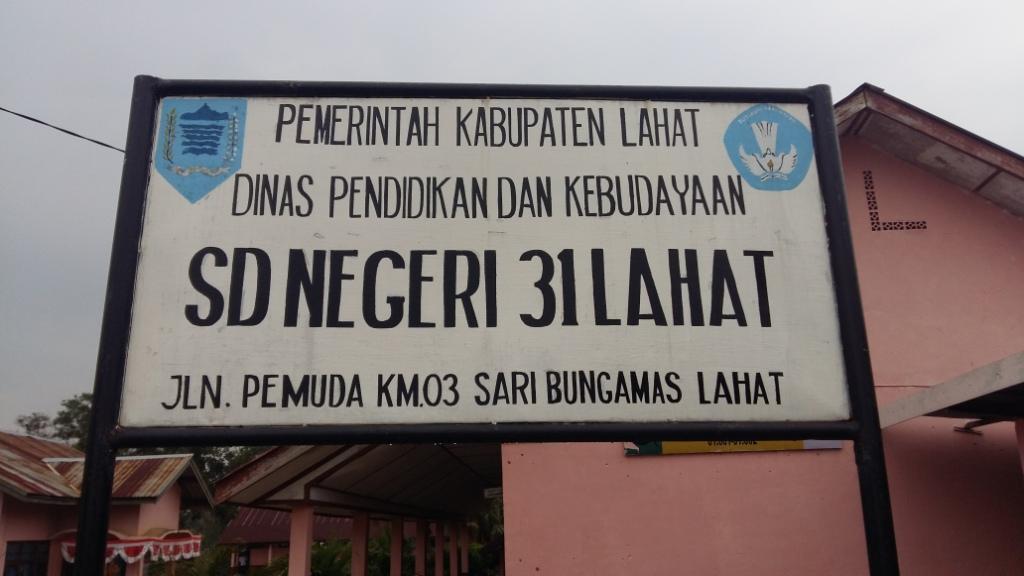 PEMERINTAH KABUPATEN LAHAT
DINAS PENDIDIKAN DAN KEBUDAYAAN
SD NEGERI 31 LAHAT
JLN. PEMUDA KM.03 SARI BUNGAMAS LAHAT